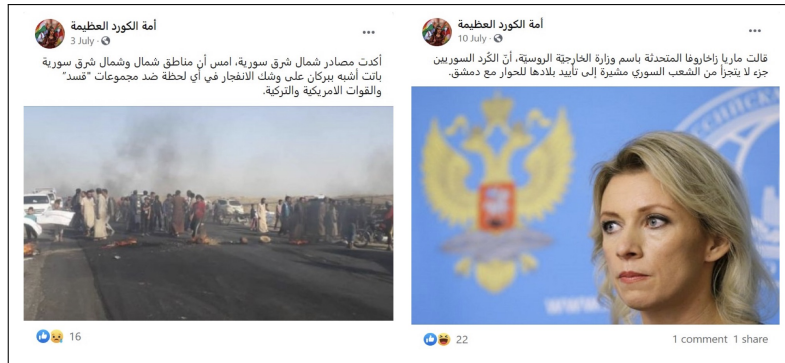 أمة الكورد العظيمة
3 July ·
أكدت مصادر شمال شرق سورية، امس أن مناطق شمال وشمال شرق سورية
باتت أشبه ببركان على وشك الانفجار في أي لحظة ضد مجموعات "قسد"
والقوات الامريكية والتركية.
16
أمة الكورد العظيمة
10 July ·
قالت ماريا زاخاروفا المتحدثة باسم وزارة الخارجيّة الروسيّة، أنّ الكُرد السوريين
جزء لا يتجزأ من الشعب السوري مشيرة إلى تأييد بلادها للحوار مع دمشق.
22
1 comment 1 share